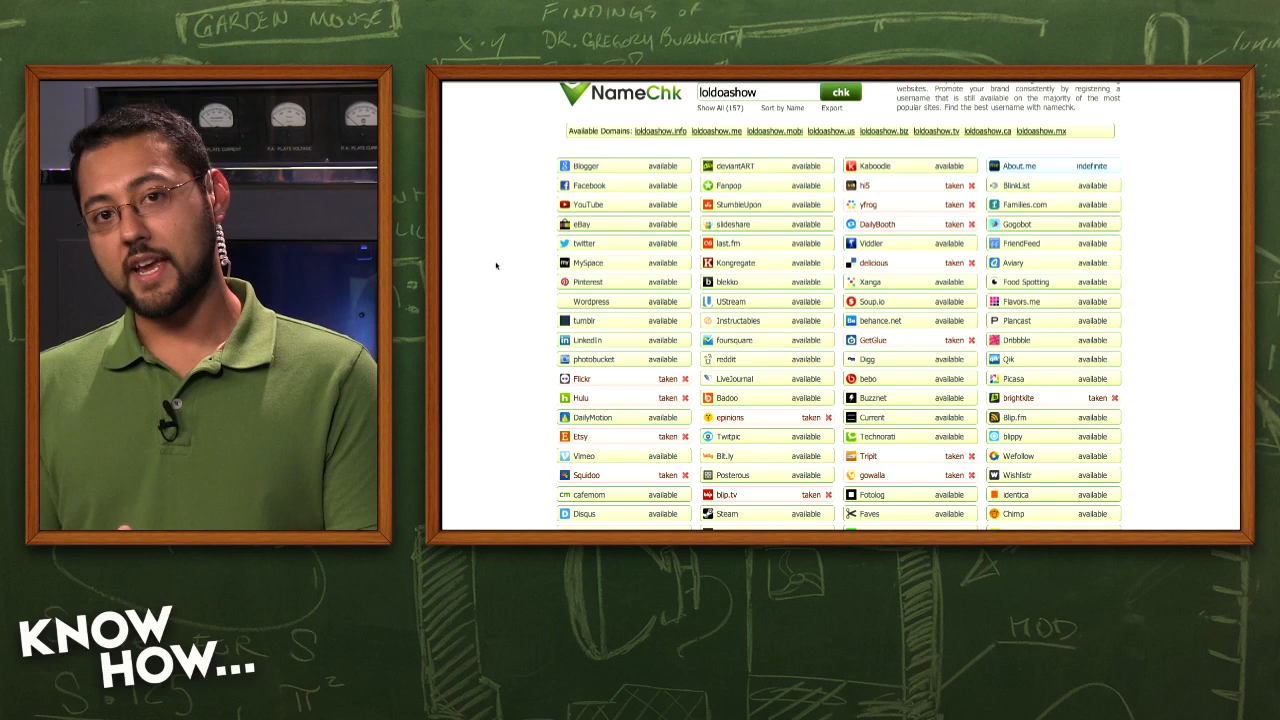 GARDEN MOUSE
FINDINGS OF
DR. GREGORY BURNETT
X·Y
PLATE CURRENT
P.A. PLATE VOLTAGE
NameChk
loldoashow
chk
Show All (157)
Sort by Name
Export
websites. Promote your brand consistently by registering a
username that is still available on the majority of the most
popular sites. Find the best username with namechk.
Available Domains: loldoashow.info loldoashow.me loldoashow.mobi loldoashow.us loldoashow.biz loldoashow.tv loldoashow.ca loldoashow.mx
Blogger available deviantART available Kaboodle available About.me indefinite
Facebook available Fanpop available hi5 taken BlinkList available
YouTube available StumbleUpon available yfrog taken Families.com available
eBay available slideshare available DailyBooth taken Gogobot available
twitter available last.fm available Viddler available FriendFeed available
MySpace available Kongregate available delicious taken Aviary available
Pinterest available blekko available Xanga available Food Spotting available
Wordpress available UStream available Soup.io available Flavors.me available
tumblr available Instructables available behance.net available Plancast available
LinkedIn available foursquare available GetGlue taken Dribbble available
photobucket available reddit available Digg available Qik available
Flickr taken LiveJournal available bebo available Picasa available
Hulu taken Badoo available Buzznet available brightkite taken
DailyMotion available epinions taken Current available Blip.fm available
Etsy taken Twitpic available Technorati available blippy available
Vimeo available Bit.ly available Tripit taken Wefollow available
Squidoo taken Posterous available gowalla taken Wishlistr available
cafemom available blip.tv taken Fotolog available identica available
Disqus available Steam available Faves available Chimp available
KNOW
HOW...
MOD
π²